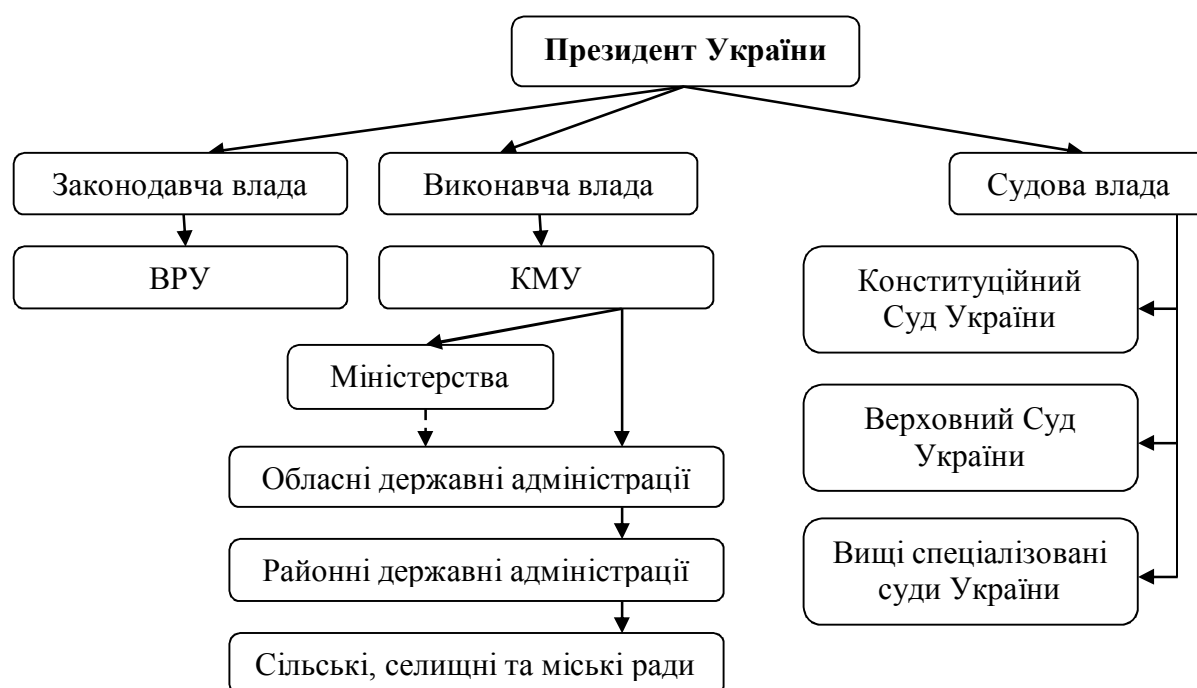 Президент України
Законодавча влада
Виконавча влада
Судова влада
ВРУ
КМУ
Конституційний
Суд України
Міністерства
Верховний Суд
України
Обласні державні адміністрації
Вищі спеціалізовані
суди України
Районні державні адміністрації
Сільські, селищні та міські ради